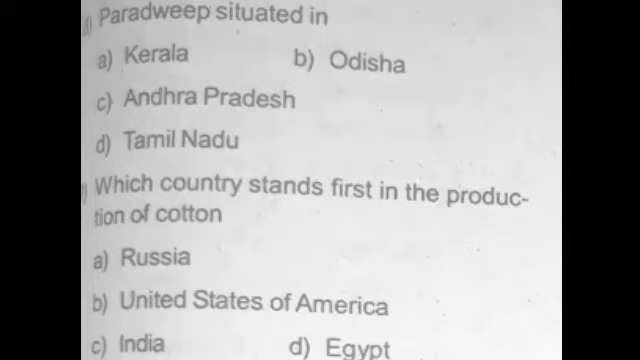 Paradweep situated in
a) Kerala b) Odisha
c) Andhra Pradesh
d) Tamil Nadu
Which country stands first in the produc-
tion of cotton
a) Russia
b) United States of America
c) India d) Egypt